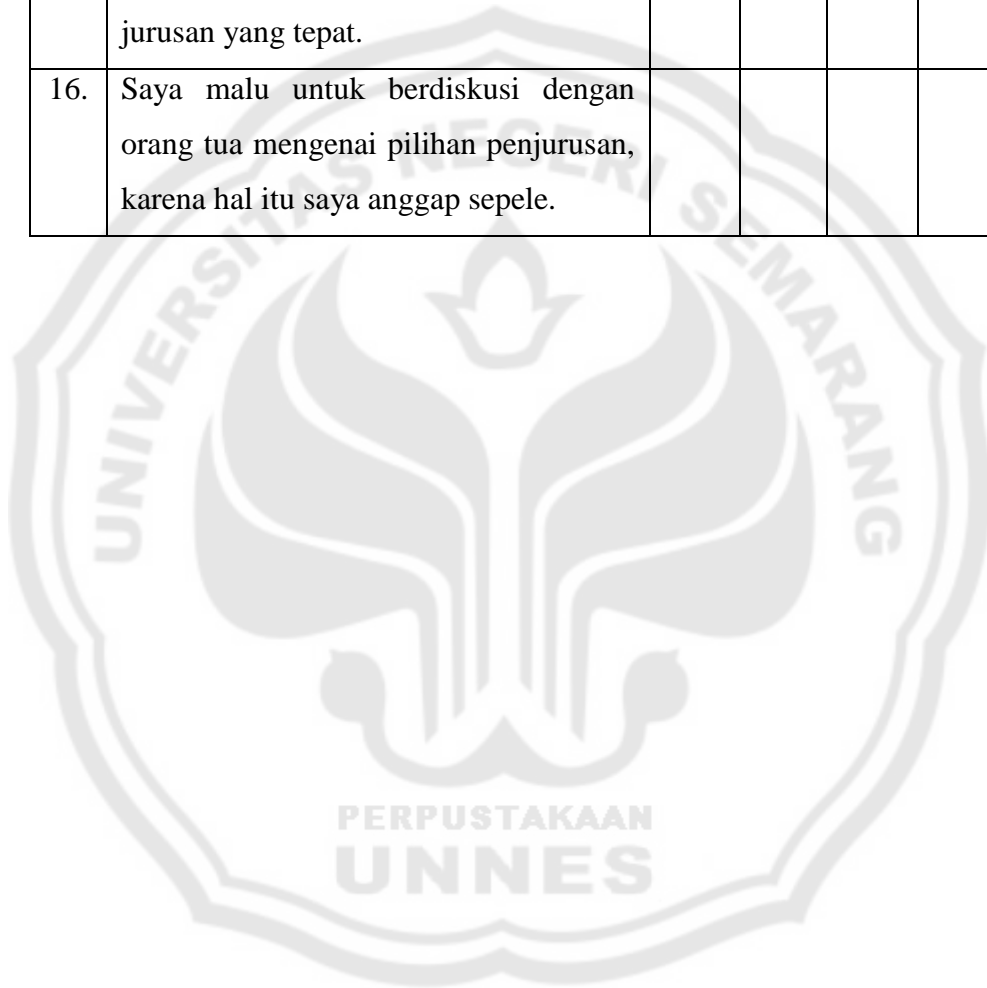 jurusan yang tepat.
16. Saya malu untuk berdiskusi dengan
orang tua mengenai pilihan penjurusan,
karena hal itu saya anggap sepele.
UNIVERSITAS NEGERI SEMARANG
PERPUSTAKAAN
UNNES